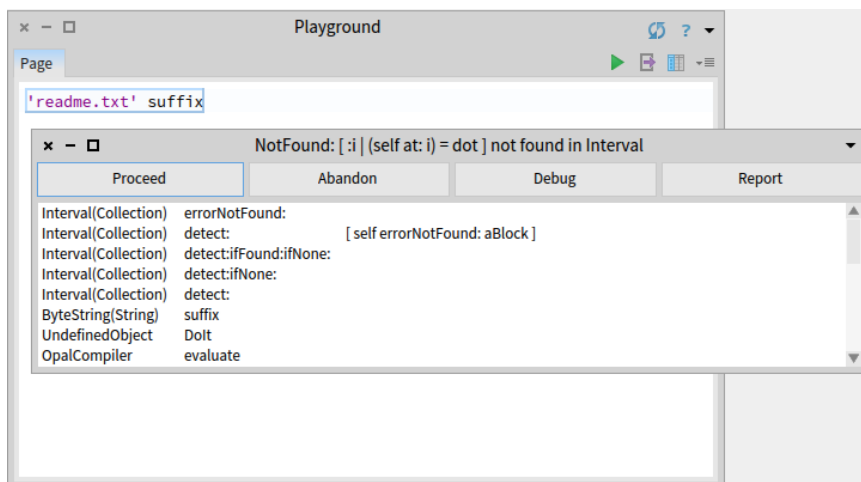 Playground
?
Page
'readme.txt' suffix
NotFound: [ :i | (self at: i) = dot ] not found in Interval
Proceed Abandon Debug Report
Interval(Collection) errorNotFound:
Interval(Collection) detect: [ self errorNotFound: aBlock ]
Interval(Collection) detect:ifFound:ifNone:
Interval(Collection) detect:ifNone:
Interval(Collection) detect:
ByteString(String) suffix
UndefinedObject DoIt
OpalCompiler evaluate